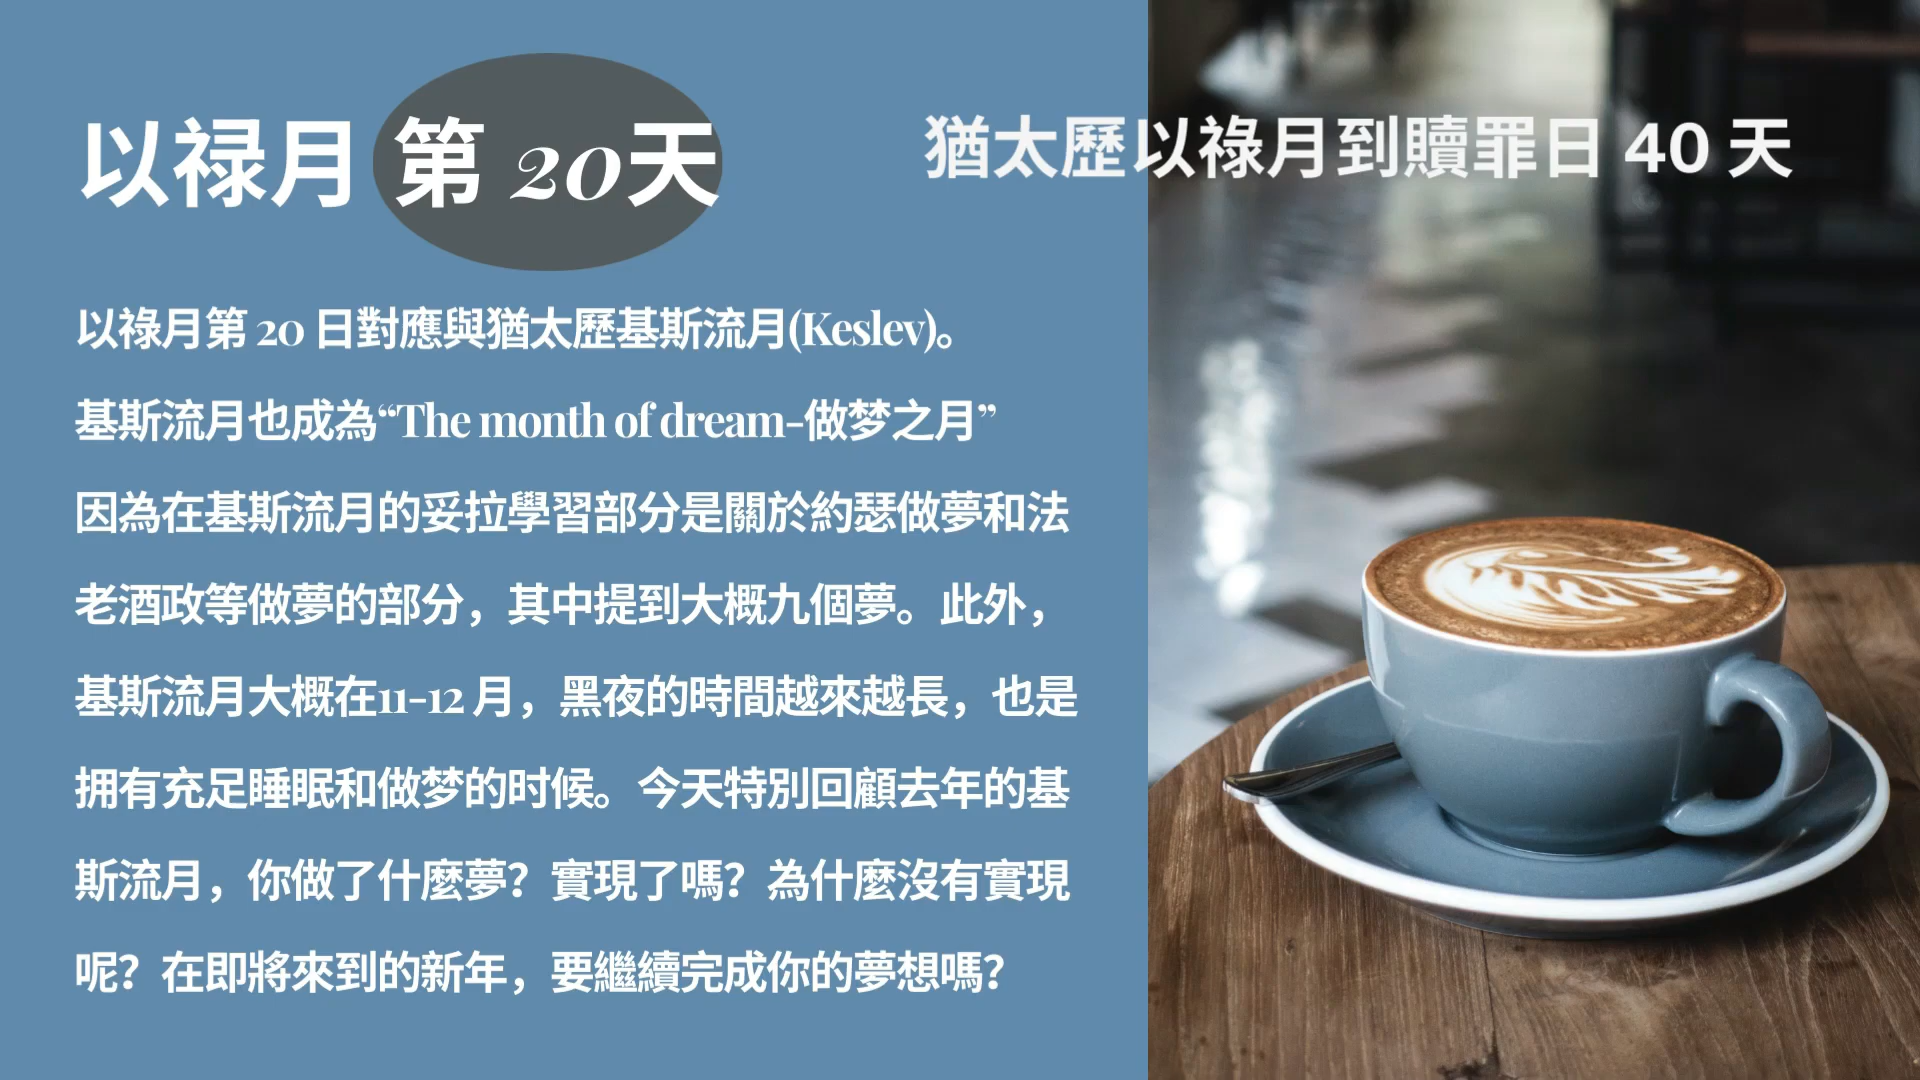 以禄月 第 20天
猶太歷以祿月到贖罪日 40 天
以祿月第 20 日對應與猶太歷基斯流月(Keslev)。
基斯流月也成為“The month of dream-做梦之月”
因為在基斯流月的妥拉學習部分是關於約瑟做夢和法
老酒政等做夢的部分，其中提到大概九個夢。此外，
基斯流月大概在11-12 月，黑夜的時間越來越長，也是
拥有充足睡眠和做梦的时候。今天特別回顧去年的基
斯流月，你做了什麼夢？實現了嗎？為什麼沒有實現
呢？在即將來到的新年，要繼續完成你的夢想嗎？